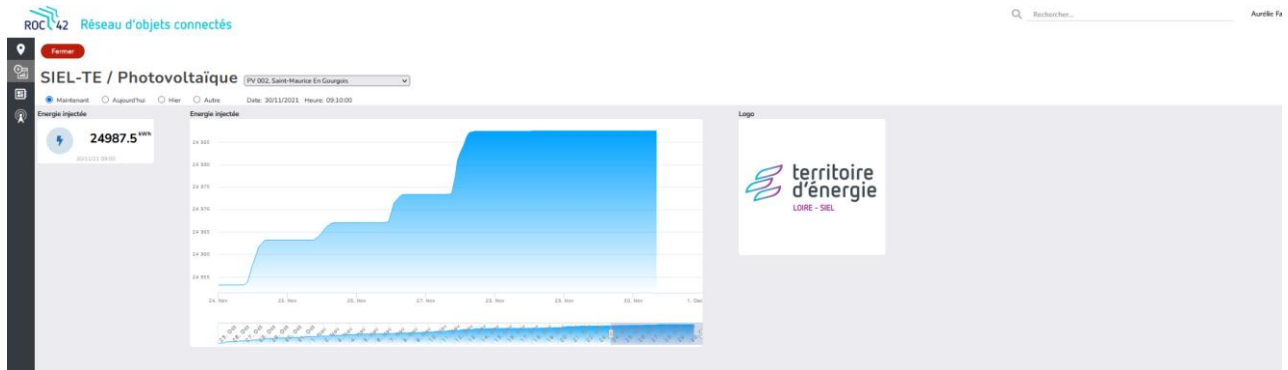 ROC 42 Réseau d'objets connectés
Rechercher...
Aurélie Fa
Fermer
SIEL-TE / Photovoltaïque
PV 002, Saint-Maurice En Gourgois
Maintenant Aujourd'hui Hier Autre Date: 30/11/2021 Heure: 09:10:00
Energie injectée
24987.5 kWh
Energie injectée
24 985
24 980
24 975
24 970
24 965
24 960
24 955
24. Nov 25. Nov 26. Nov 27. Nov 28. Nov 29. Nov 30. Nov 1. Dec
Logo
territoire
d'énergie
LOIRE - SIEL